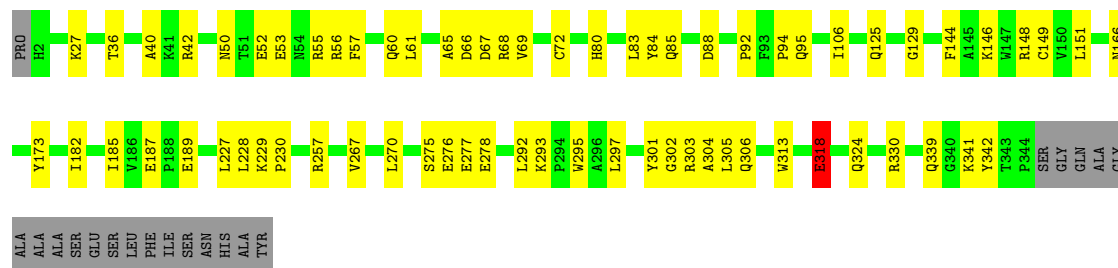 PRO H2 K27 T36 A40 K41 R42 N50 T51 E52 E53 N54 R55 R56 F57 Q60 L61 A65 D66 D67 R68 V69 C72 H80 L83 Y84 Q85 D88 P92 F93 P94 Q95 I106 Q125 G129 F144 A145 K146 W147 R148 C149 V150 L151 N166
Y173 I182 I185 V186 E187 P188 E189 L227 L228 K229 P230 R257 V267 L270 S275 E276 E277 E278 L292 K293 P294 W295 A296 L297 Y301 G302 R303 A304 L305 Q306 W313 E318 Q324 R330 Q339 G340 K341 Y342 T343 P344 SER GLY GLN ALA GLY
ALA ALA ALA SER GLU SER LEU PHE ILE SER ASN HIS ALA TYR